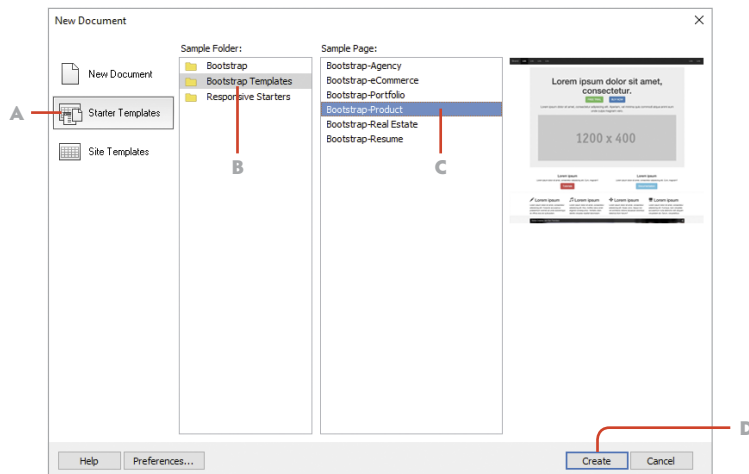 New Document
New Document
Starter Templates
Site Templates
Sample Folder:
Bootstrap
Bootstrap Templates
Responsive Starters
Sample Page:
Bootstrap-Agency
Bootstrap-eCommerce
Bootstrap-Portfolio
Bootstrap-Product
Bootstrap-Real Estate
Bootstrap-Resume
Lorem ipsum dolor sit amet,
consectetur.
1200 x 400
Lorem ipsum
Lorem ipsum
Lorem ipsum
Lorem ipsum
Lorem ipsum
Lorem ipsum
A
B
C
D
Help
Preferences...
Create
Cancel